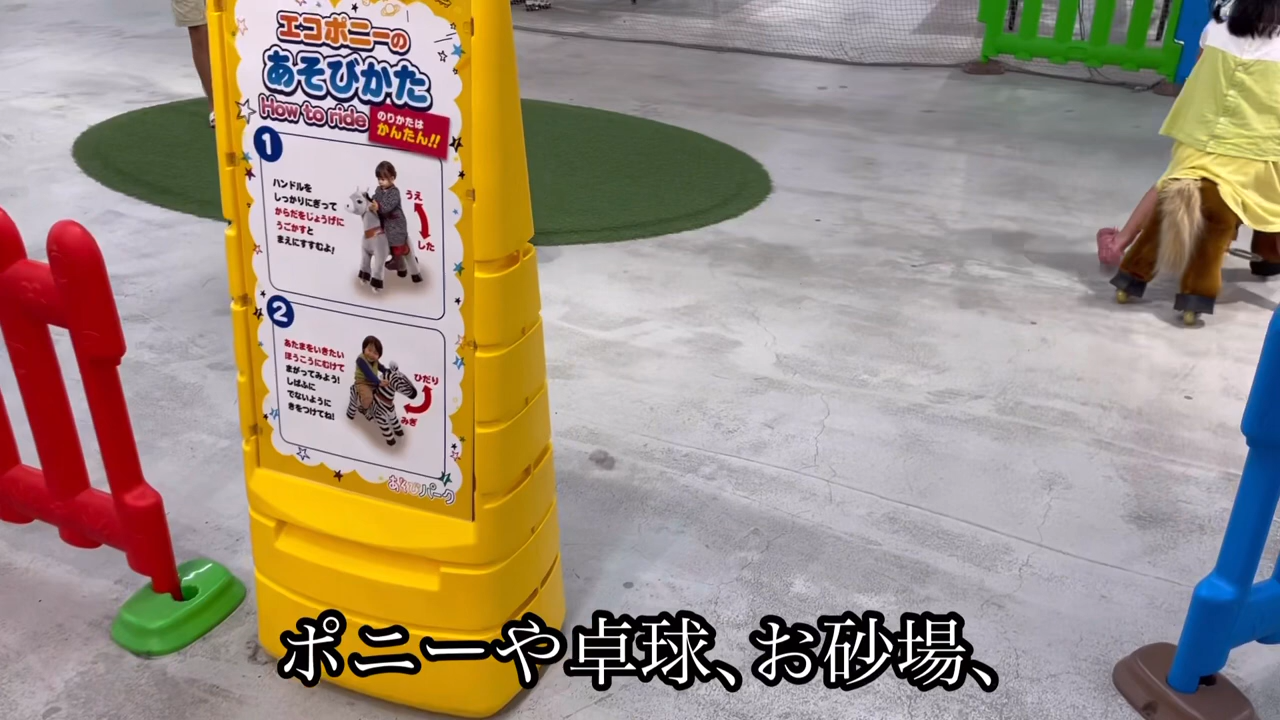 エコポニーの
あそびかた
How to ride
のりかたは
かんたん!!
1
ハンドルを
しっかりにぎって
からだをじょうげに
うごかすと
まえにすすむよ!
うえ
した
2
あたまをいきたい
ほうこうにむけて
まがってみよう!
しばふに
でないように
きをつけてね!
ひだり
みぎ
あそびパーク
ポニーや卓球、お砂場、